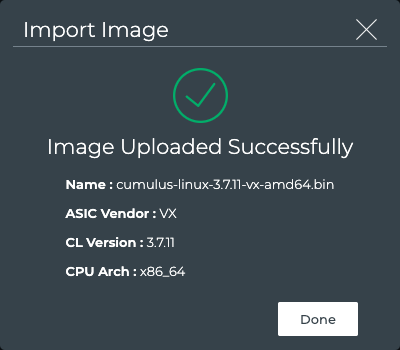 Import Image
Image Uploaded Successfully
Name : cumulus-linux-3.7.11-vx-amd64.bin
ASIC Vendor : VX
CL Version : 3.7.11
CPU Arch : x86_64
Done